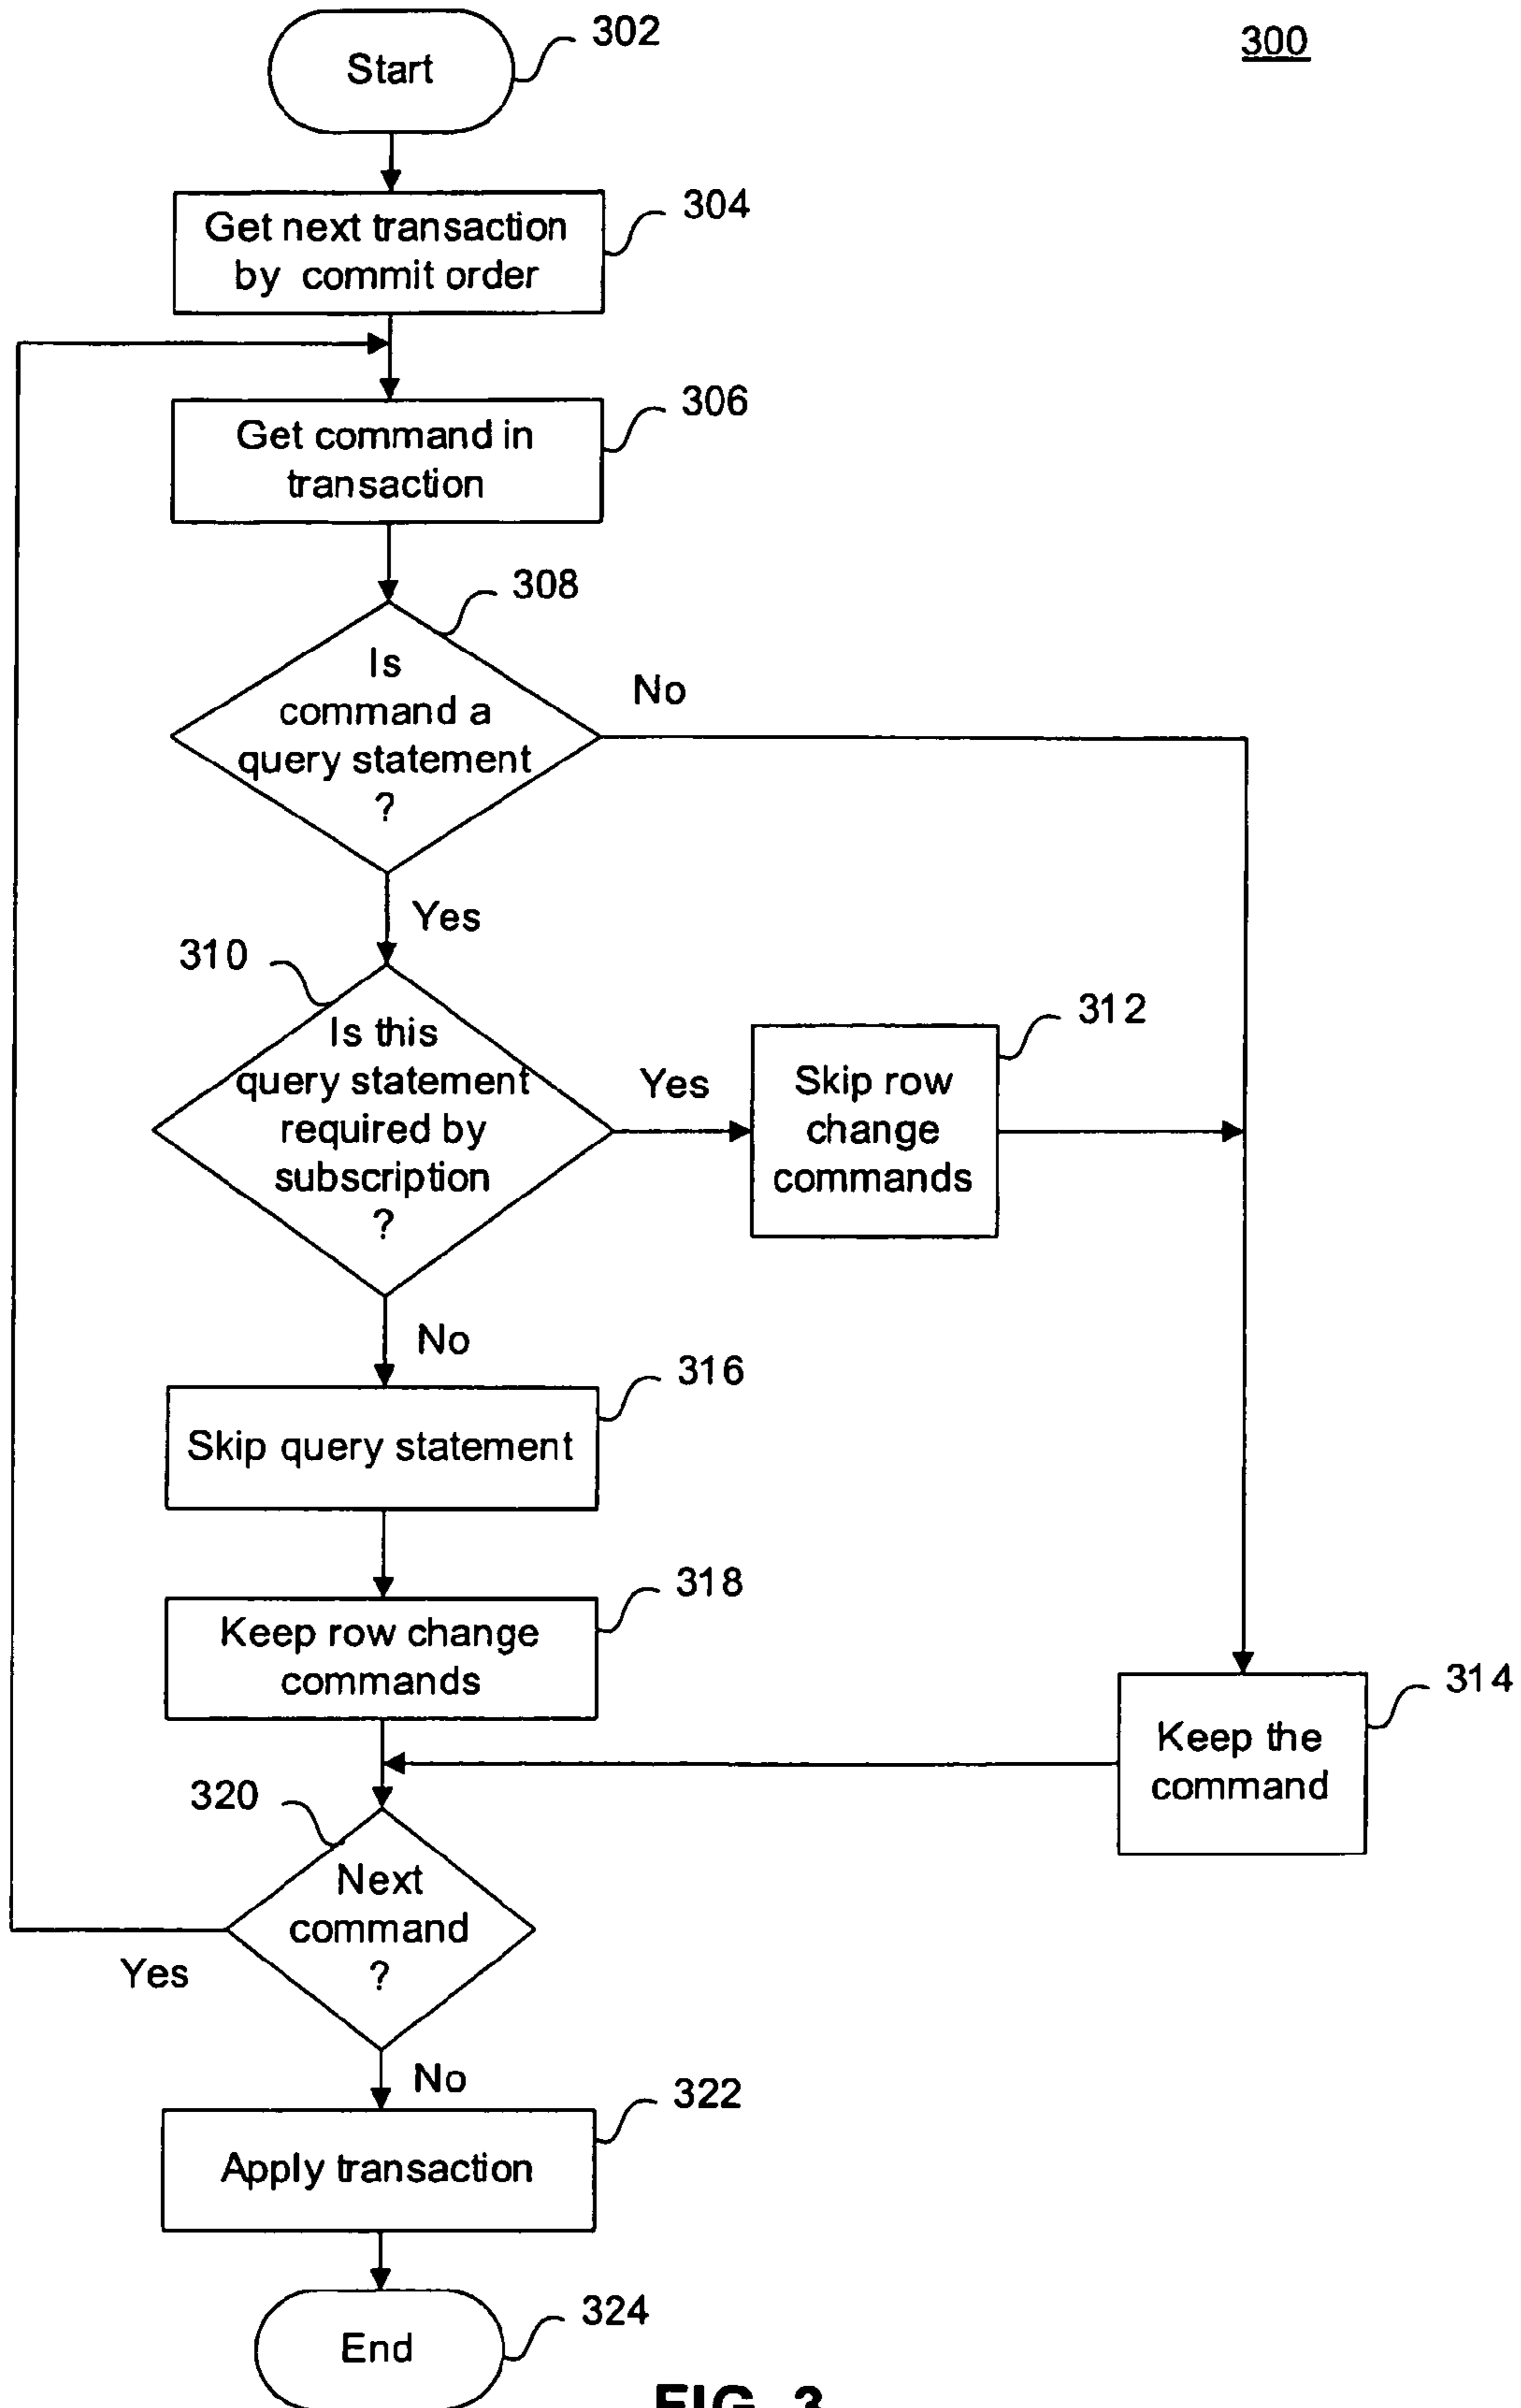 300
302
Start
304
Get next transaction
by commit order
306
Get command in
transaction
308
Is
command a
query statement
?
No
Yes
310
Is this
query statement
required by
subscription
?
Yes
312
Skip row
change
commands
No
316
Skip query statement
318
Keep row change
commands
314
Keep the
command
320
Next
command
?
Yes
No
322
Apply transaction
324
End
FIG. 3